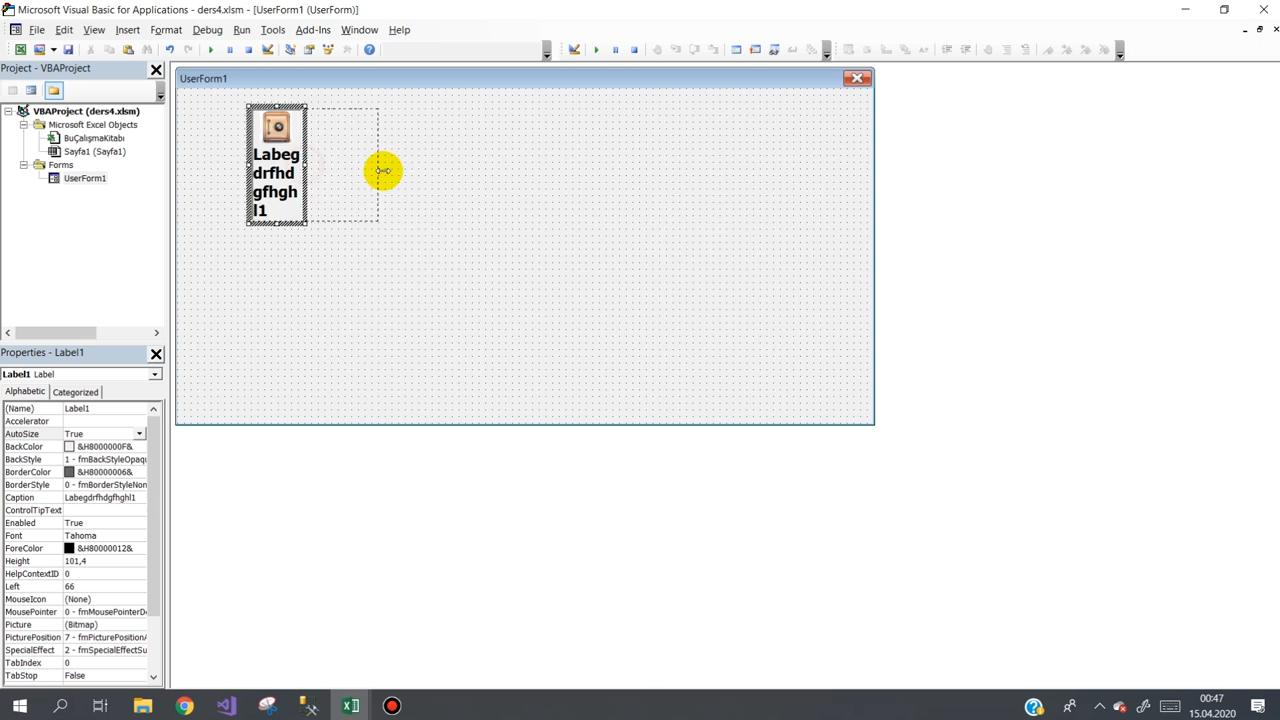 Microsoft Visual Basic for Applications - ders4.xlsm - [UserForm1 (UserForm)]
File Edit View Insert Format Debug Run Tools Add-Ins Window Help
Project - VBAProject
UserForm1
VBAProject (ders4.xlsm)
Microsoft Excel Objects
BuÇalışmaKitabı
Sayfa1 (Sayfa1)
Forms
UserForm1
Labeg
drfhd
gfhgh
l1
Properties - Label1
Label1 Label
Alphabetic Categorized
(Name) Label1
Accelerator
AutoSize True
BackColor &H8000000F&
BackStyle 1 - fmBackStyleOpaqu
BorderColor &H80000006&
BorderStyle 0 - fmBorderStyleNon
Caption Labegdrfhdgfhghl1
ControlTipText
Enabled True
Font Tahoma
ForeColor &H80000012&
Height 101,4
HelpContextID 0
Left 66
MouseIcon (None)
MousePointer 0 - fmMousePointerDe
Picture (Bitmap)
PicturePosition 7 - fmPicturePositionA
SpecialEffect 2 - fmSpecialEffectSu
TabIndex 0
TabStop False
00:47
15.04.2020